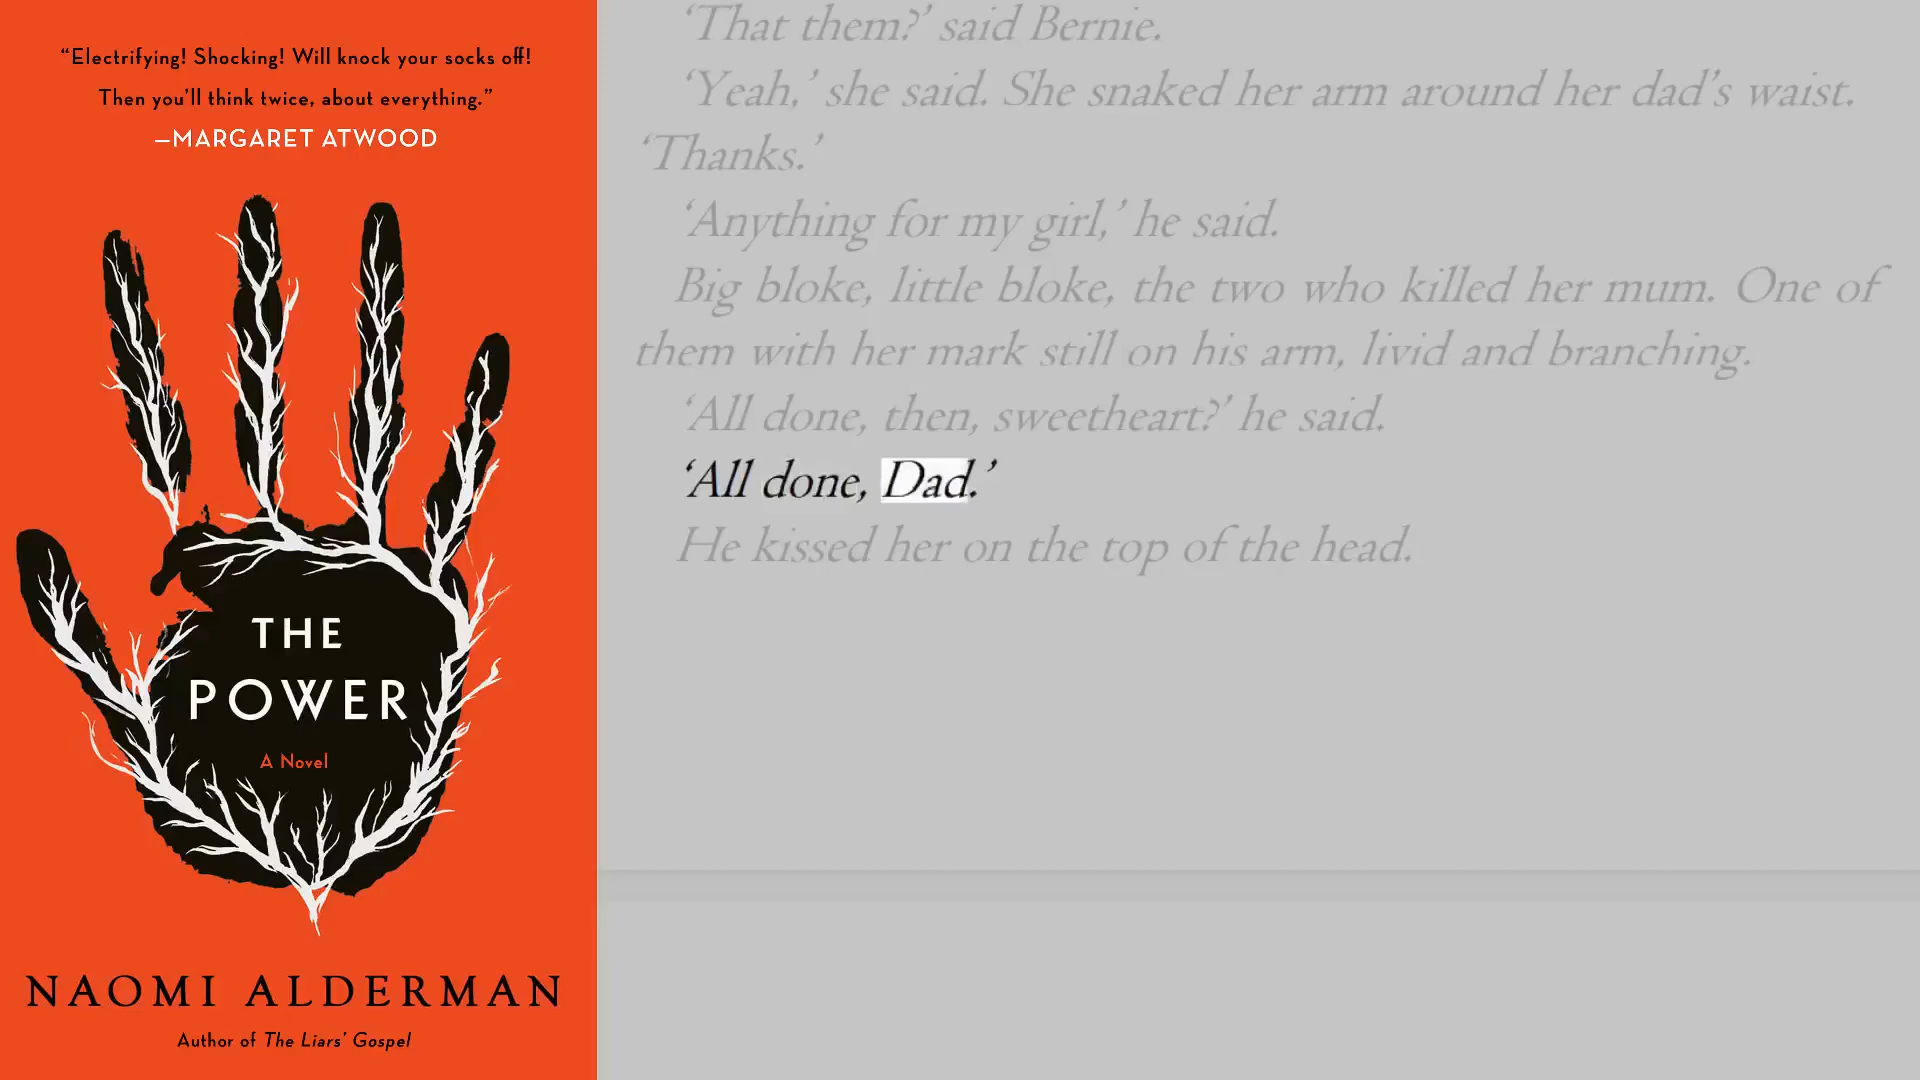 “Electrifying! Shocking! Will knock your socks off!
Then you’ll think twice, about everything.”
—MARGARET ATWOOD
THE
POWER
A Novel
NAOMI ALDERMAN
Author of The Liars’ Gospel
‘That them?’ said Bernie.
‘Yeah,’ she said. She snaked her arm around her dad’s waist.
‘Thanks.’
‘Anything for my girl,’ he said.
Big bloke, little bloke, the two who killed her mum. One of
them with her mark still on his arm, livid and branching.
‘All done, then, sweetheart?’ he said.
‘All done, Dad.’
He kissed her on the top of the head.